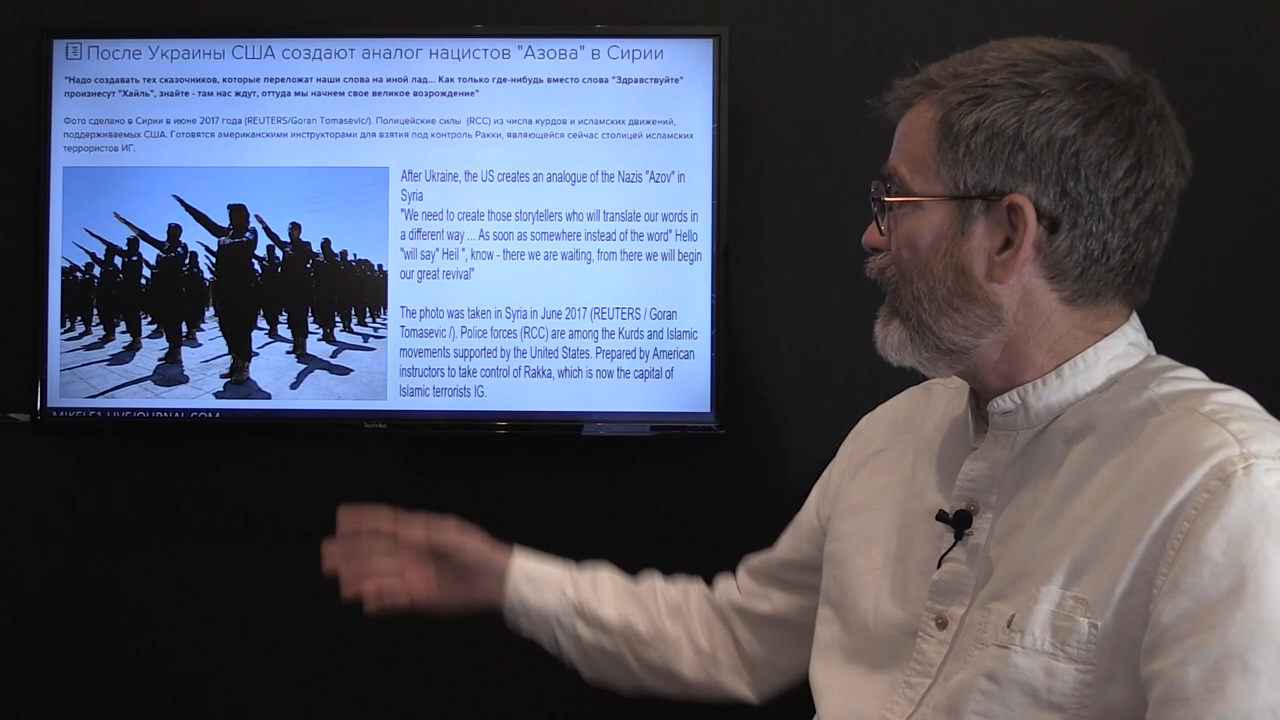 После Украины США создают аналог нацистов "Азова" в Сирии
"Надо создавать тех сказочников, которые переложат наши слова на иной лад... Как только где-нибудь вместо слова "Здравствуйте"
произнесут "Хайль", знайте - там нас ждут, оттуда мы начнем свое великое возрождение"
Фото сделано в Сирии в июне 2017 года (REUTERS/Goran Tomasevic/). Полицейские силы (RCC) из числа курдов и исламских движений,
поддерживаемых США. Готовятся американскими инструкторами для взятия под контроль Ракки, являющейся сейчас столицей исламских
террористов ИГ.
After Ukraine, the US creates an analogue of the Nazis "Azov" in
Syria
"We need to create those storytellers who will translate our words in
a different way ... As soon as somewhere instead of the word" Hello
"will say" Heil ", know - there we are waiting, from there we will begin
our great revival"
The photo was taken in Syria in June 2017 (REUTERS / Goran
Tomasevic /). Police forces (RCC) are among the Kurds and Islamic
movements supported by the United States. Prepared by American
instructors to take control of Rakka, which is now the capital of
Islamic terrorists IG.
MIKELE1.LIVEJOURNAL.COM
Technika